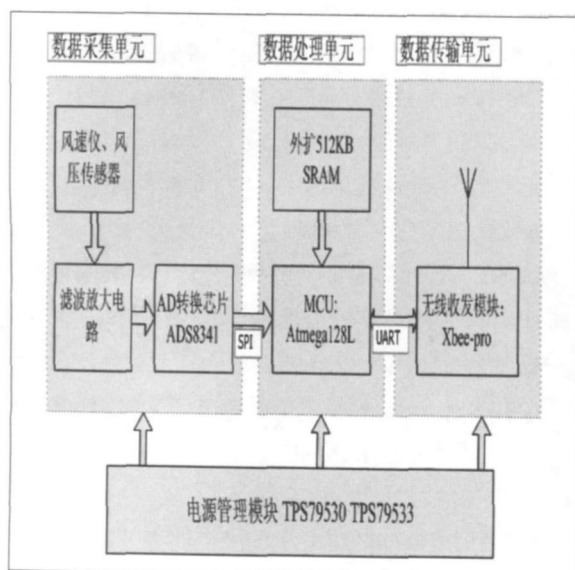 数据采集单元
数据处理单元
数据传输单元
风速仪、风
压传感器
外扩512KB
SRAM
滤波放大电
路
AD转换芯片
ADS8341
SPI
MCU:
Atmega128L
UART
无线收发模块:
Xbee-pro
电源管理模块 TPS79530 TPS79533